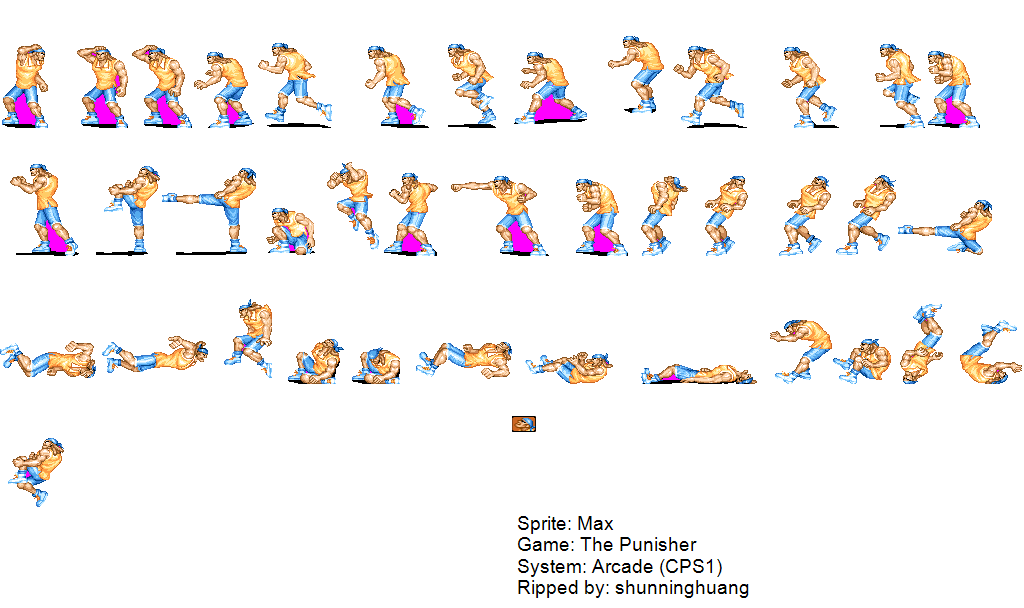 Sprite: Max
Game: The Punisher
System: Arcade (CPS1)
Ripped by: shunninghuang